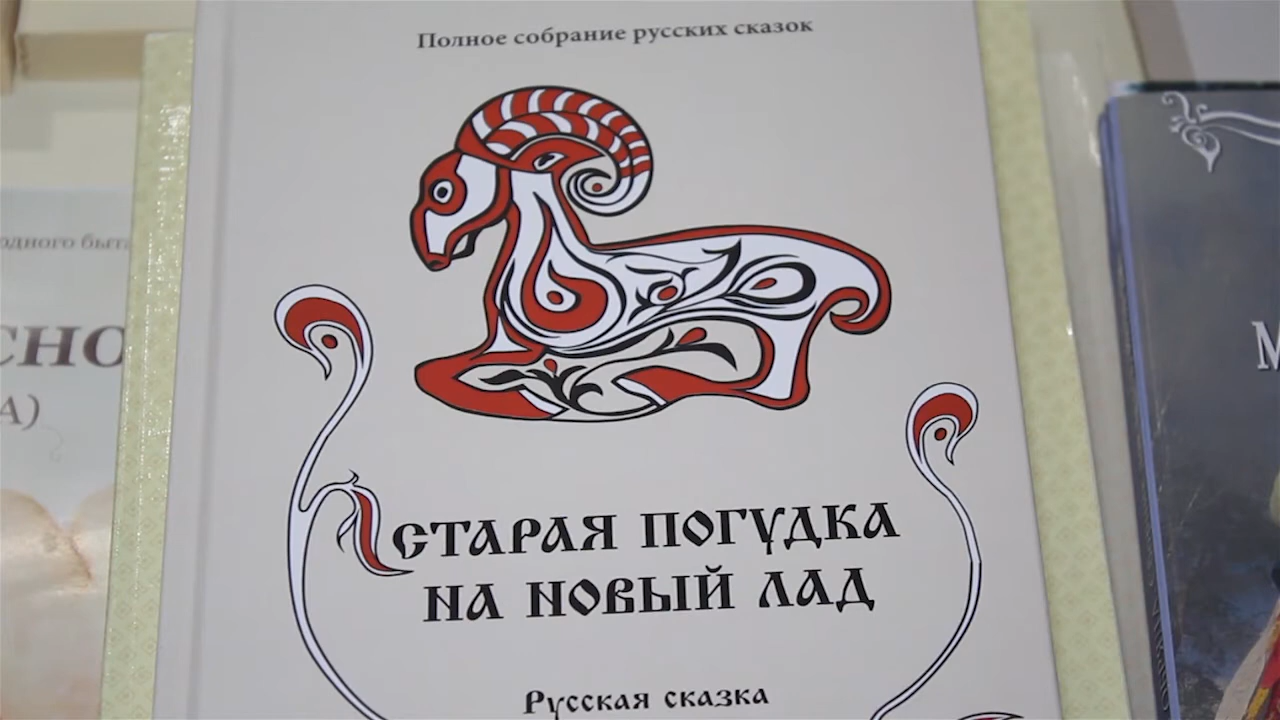 Полное собрание русских сказок
СТАРАЯ ПОГУДКА
НА НОВЫЙ ЛАД
Русская сказка